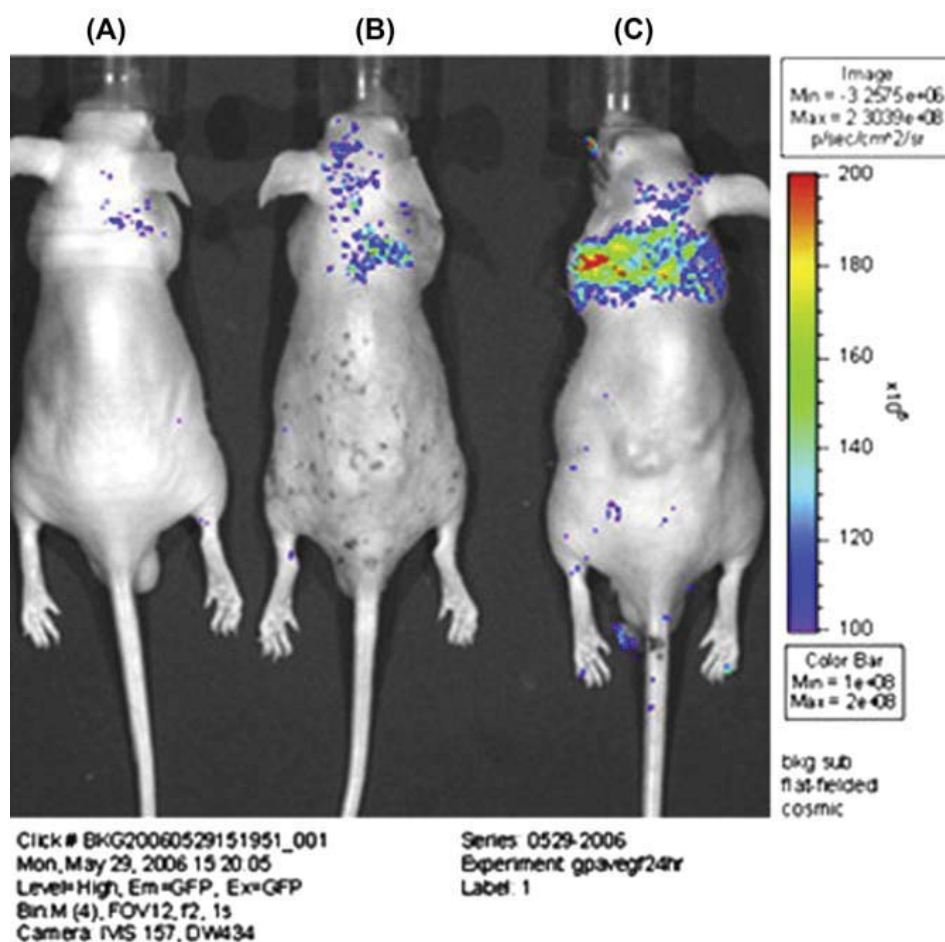 (A) (B) (C)
Image
Min = -3.2575e+06
Max = 2.3039e+08
p/sec/cm^2/sr
200
180
160
140
120
100
x10^6
Color Bar
Min = 1e+08
Max = 2e+08
bkg sub
flat-fielded
cosmic
Click # BKG20060529151951_001
Mon, May 29, 2006 15:20:05
Level=High, Em=GFP, Ex=GFP
Bin:M (4), FOV12, f2, 1s
Camera: IVIS 157, DW434
Series: 0529-2006
Experiment: gpavegf24hr
Label: 1